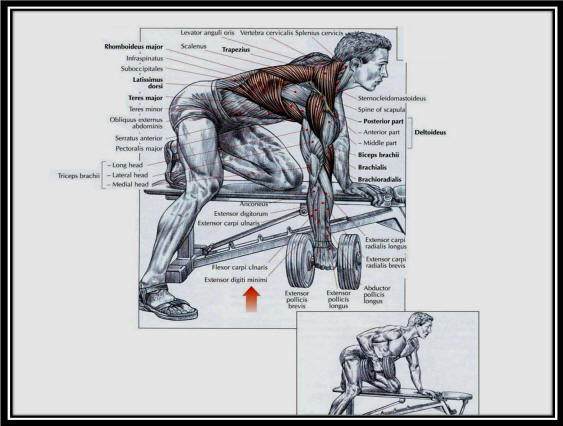 Levator anguli oris Vertebra cervicalis Splenius cervicis
Rhomboideus major
Scalenus
Trapezius
Infraspinatus
Suboccipitales
Latissimus
dorsi
Teres major
Teres minor
Obliquus externus
abdominis
Serratus anterior
Pectoralis major
Triceps brachii
– Long head
– Lateral head
– Medial head
Sternocleidomastoideus
Spine of scapula
– Posterior part
– Anterior part
– Middle part
Deltoideus
Biceps brachii
Brachialis
Brachioradialis
Anconeus
Extensor digitorum
Extensor carpi ulnaris
Flexor carpi ulnaris
Extensor digiti minimi
Extensor carpi
radialis longus
Extensor carpi
radialis brevis
Extensor
pollicis
brevis
Extensor
pollicis
longus
Abductor
pollicis
longus